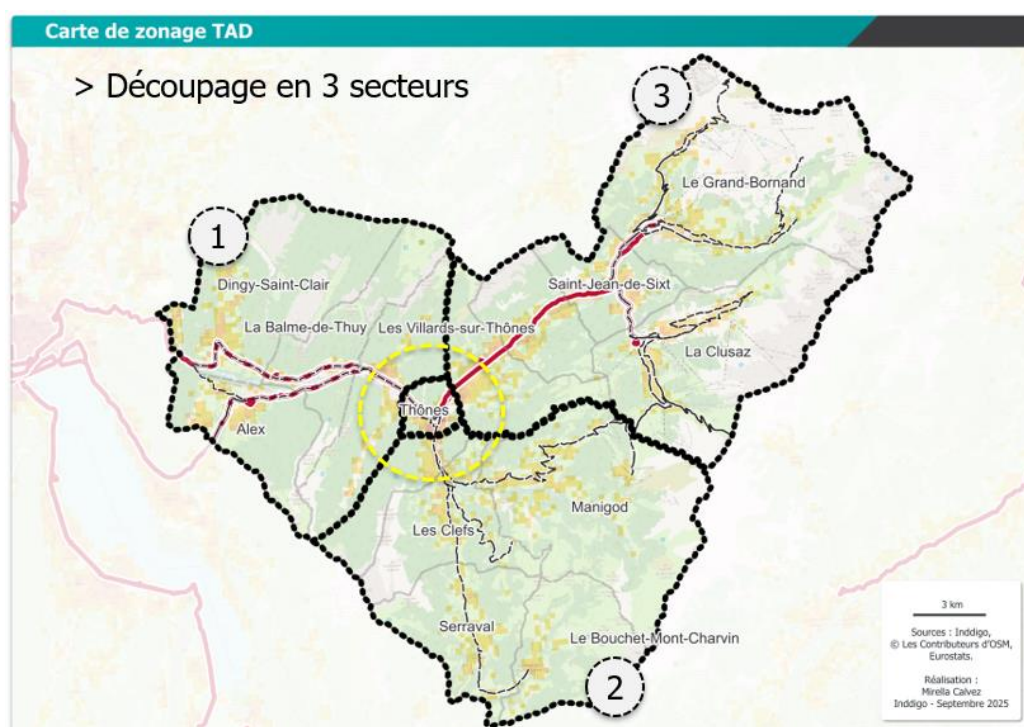 Carte de zonage TAD
> Découpage en 3 secteurs
3
Le Grand-Bornand
1
Dingy-Saint-Clair
Saint-Jean-de-Sixt
La Balme-de-Thuy
Les Villards-sur-Thônes
La Clusaz
Thônes
Alex
Manigod
Les Clefs
Serraval
Le Bouchet-Mont-Charvin
2
3 km
Sources : Inddigo,
© Les Contributeurs d'OSM,
Eurostats.
Réalisation :
Mirella Calvez
Inddigo - Septembre 2025